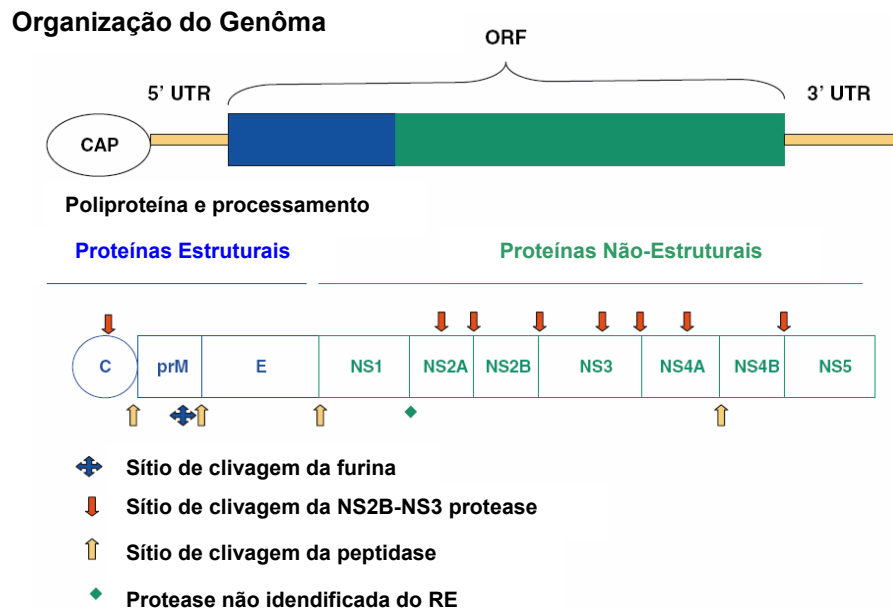 Organização do Genôma
ORF
5’ UTR
3’ UTR
CAP
Poliproteína e processamento
Proteínas Estruturais
Proteínas Não-Estruturais
C prM E NS1 NS2A NS2B NS3 NS4A NS4B NS5
Sítio de clivagem da furina
Sítio de clivagem da NS2B-NS3 protease
Sítio de clivagem da peptidase
Protease não idendificada do RE